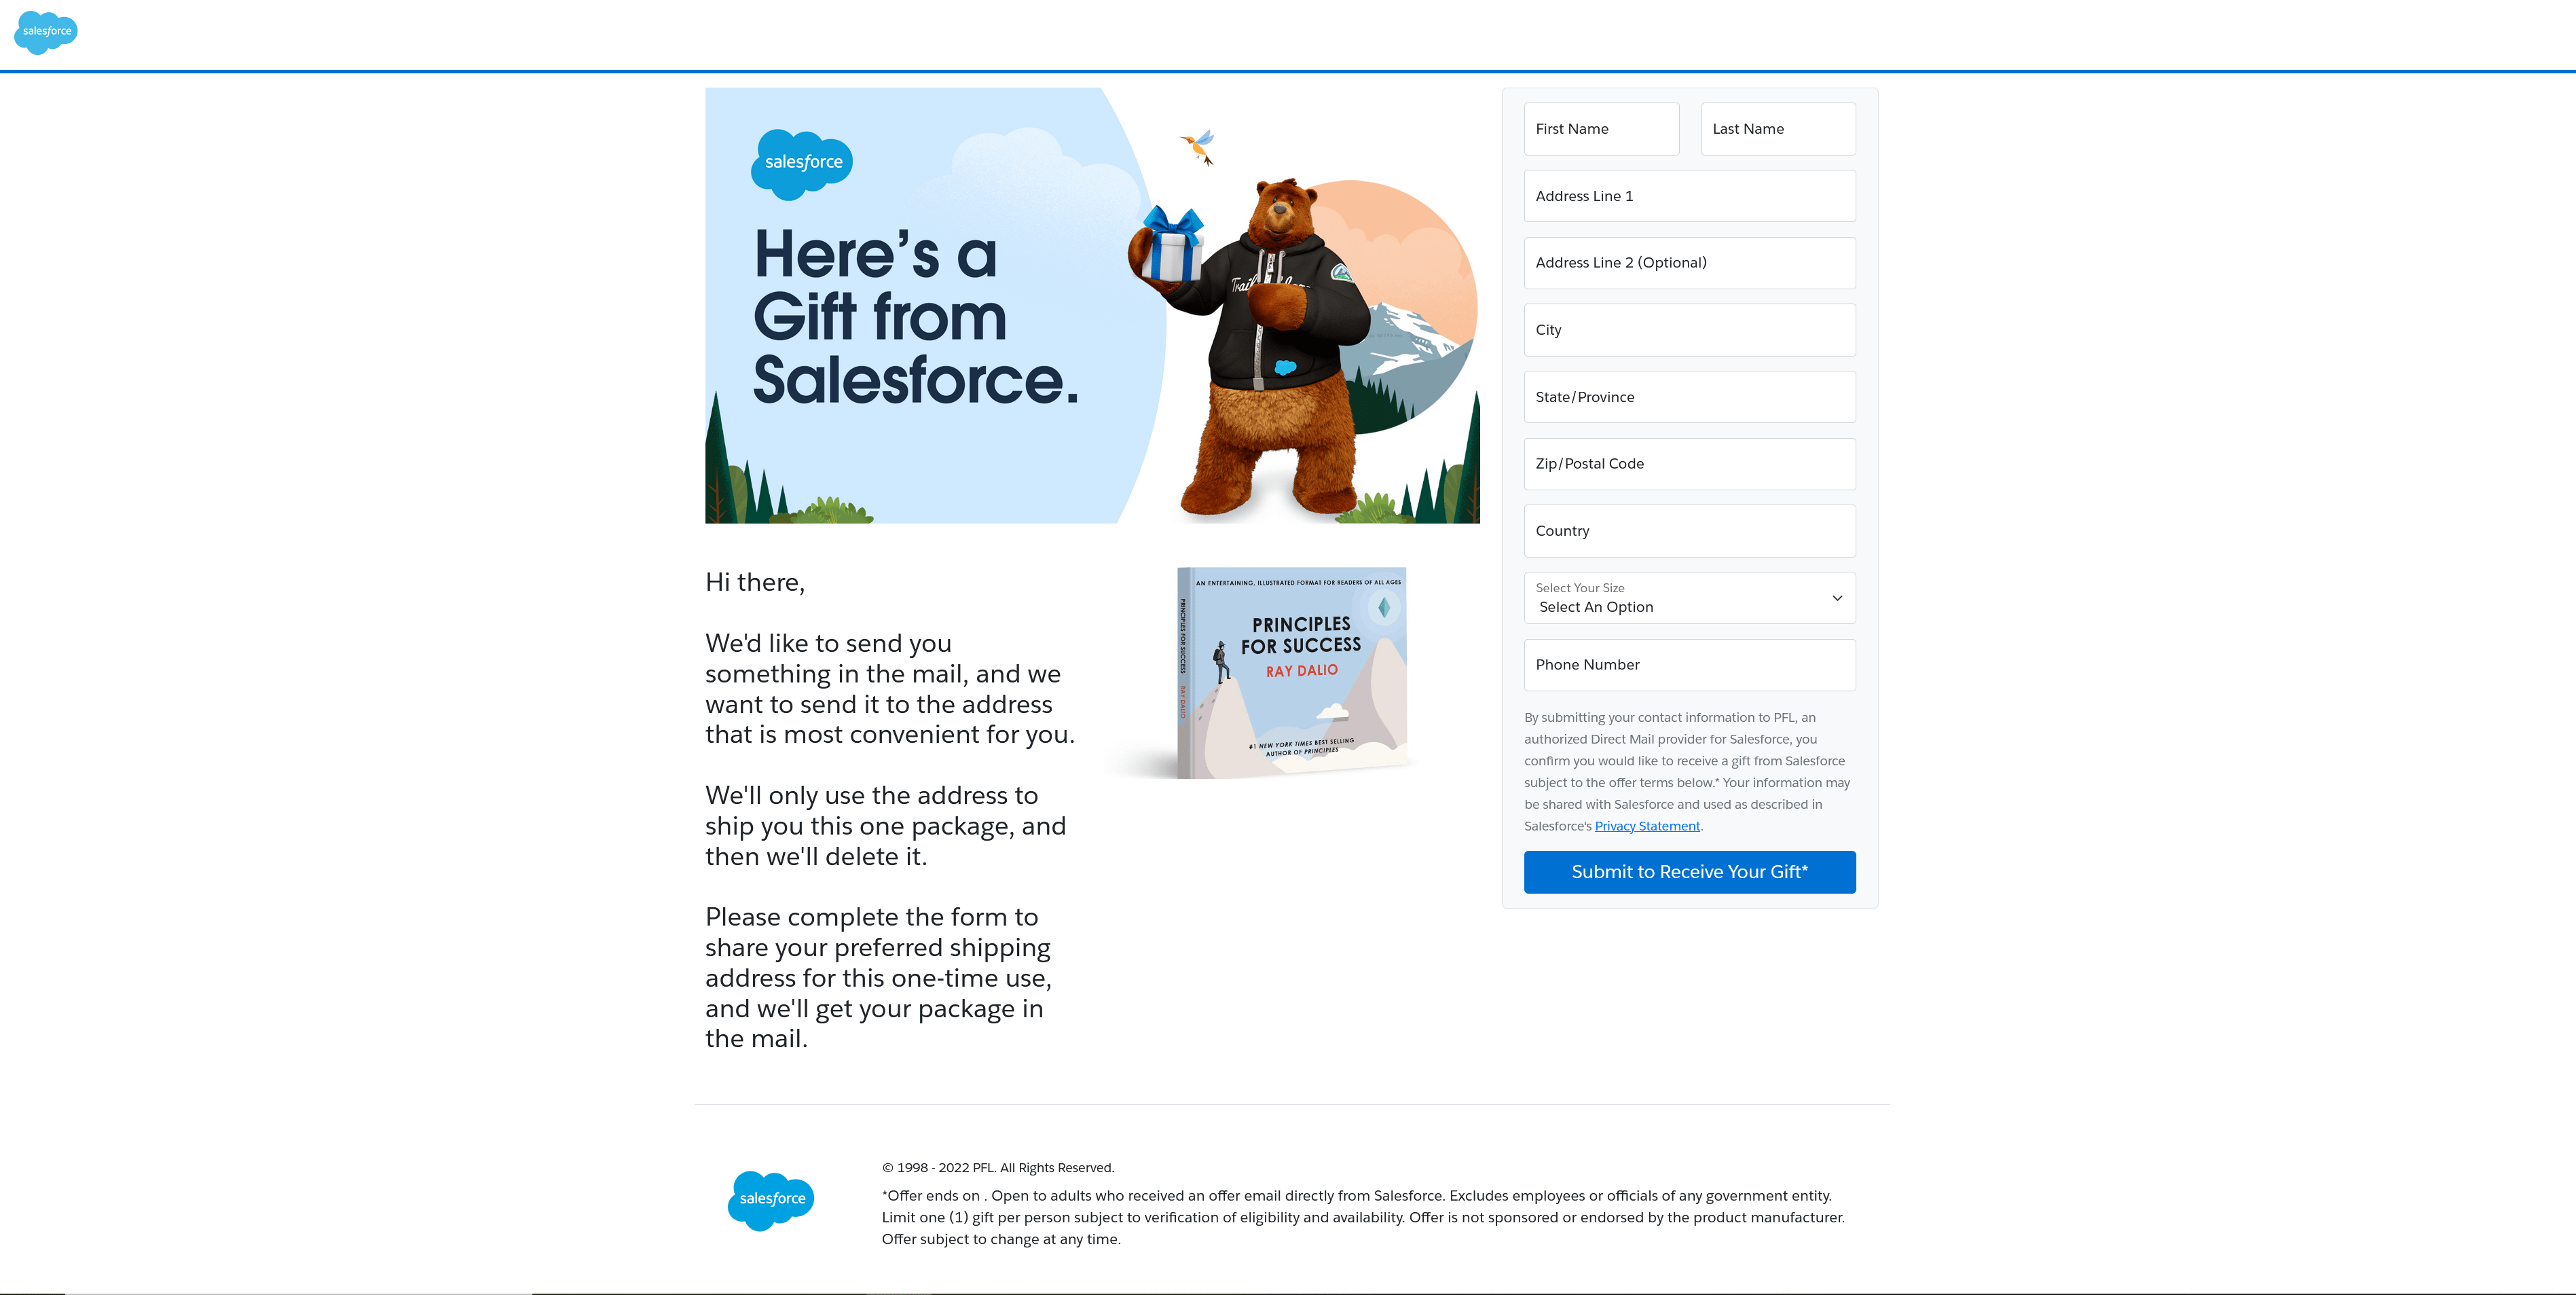 salesforce
salesforce
Here’s a
Gift from
Salesforce.
Hi there,
We'd like to send you
something in the mail, and we
want to send it to the address
that is most convenient for you.
We'll only use the address to
ship you this one package, and
then we'll delete it.
Please complete the form to
share your preferred shipping
address for this one-time use,
and we'll get your package in
the mail.
AN ENTERTAINING, ILLUSTRATED FORMAT FOR READERS OF ALL AGES
PRINCIPLES
FOR SUCCESS
RAY DALIO
#1 NEW YORK TIMES BEST SELLING
AUTHOR OF PRINCIPLES
PRINCIPLES FOR SUCCESS RAY DALIO
First Name
Last Name
Address Line 1
Address Line 2 (Optional)
City
State/Province
Zip/Postal Code
Country
Select Your Size
Select An Option
Phone Number
By submitting your contact information to PFL, an
authorized Direct Mail provider for Salesforce, you
confirm you would like to receive a gift from Salesforce
subject to the offer terms below.* Your information may
be shared with Salesforce and used as described in
Salesforce's Privacy Statement.
Submit to Receive Your Gift*
salesforce
© 1998 - 2022 PFL. All Rights Reserved.
*Offer ends on . Open to adults who received an offer email directly from Salesforce. Excludes employees or officials of any government entity.
Limit one (1) gift per person subject to verification of eligibility and availability. Offer is not sponsored or endorsed by the product manufacturer.
Offer subject to change at any time.